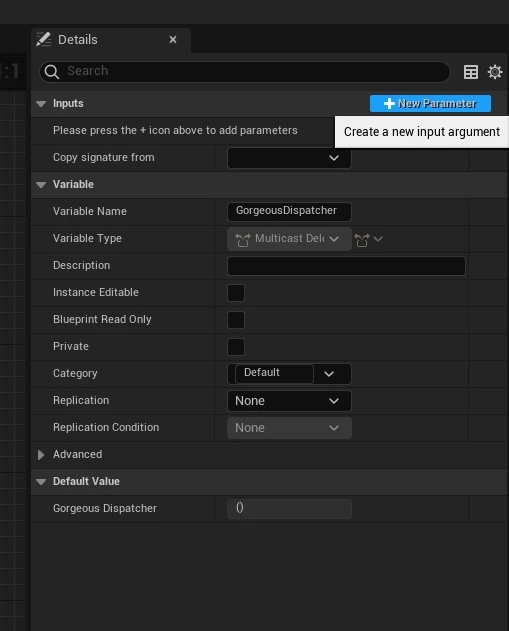 Details
Search
Inputs
New Parameter
Please press the + icon above to add parameters
Create a new input argument
Copy signature from
Variable
Variable Name
GorgeousDispatcher
Variable Type
Multicast Dele
Description
Instance Editable
Blueprint Read Only
Private
Category
Default
Replication
None
Replication Condition
None
Advanced
Default Value
Gorgeous Dispatcher
()